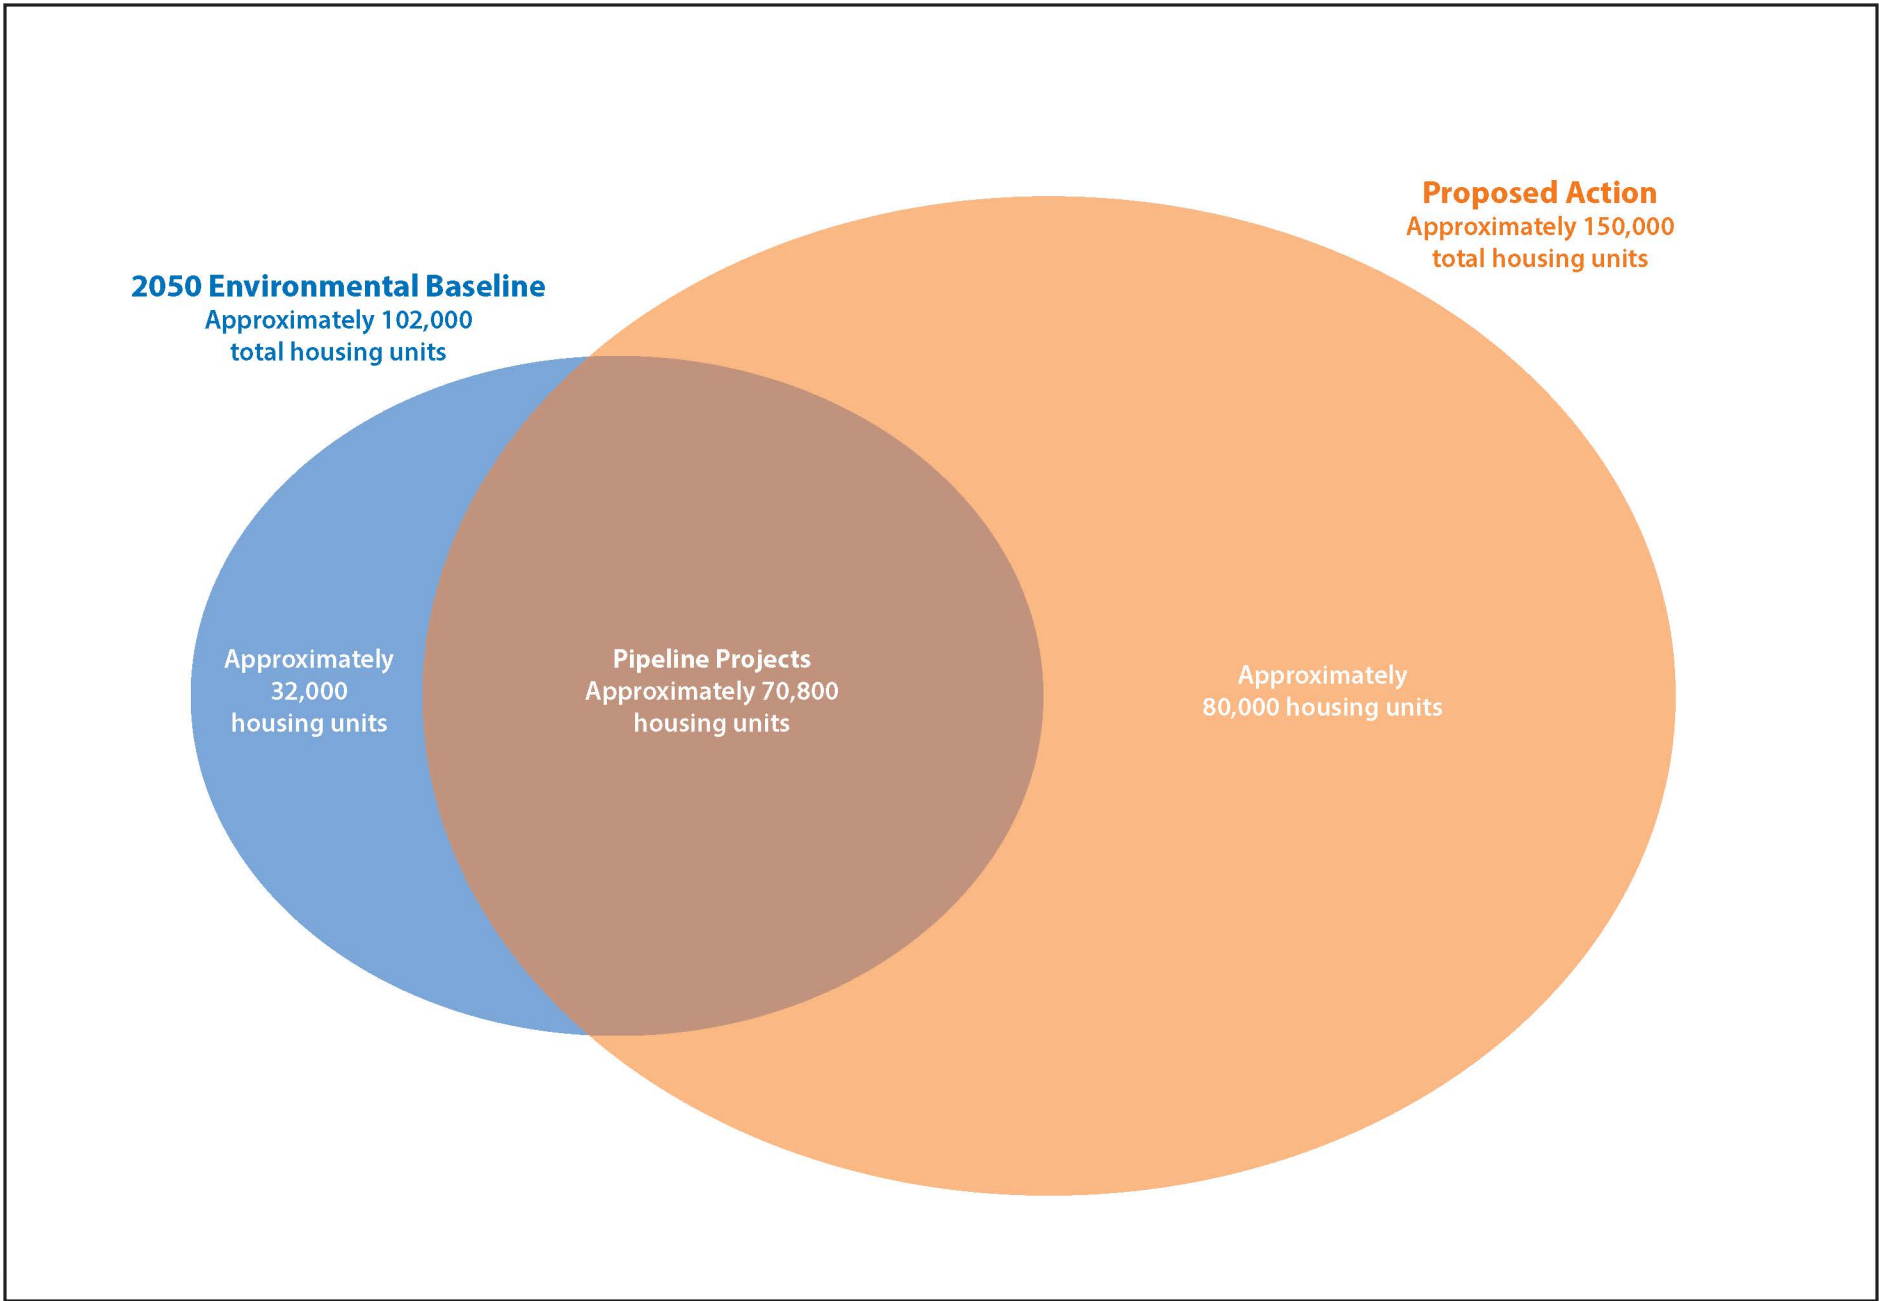 Proposed Action
Approximately 150,000
total housing units
2050 Environmental Baseline
Approximately 102,000
total housing units
Approximately
32,000
housing units
Pipeline Projects
Approximately 70,800
housing units
Approximately
80,000 housing units